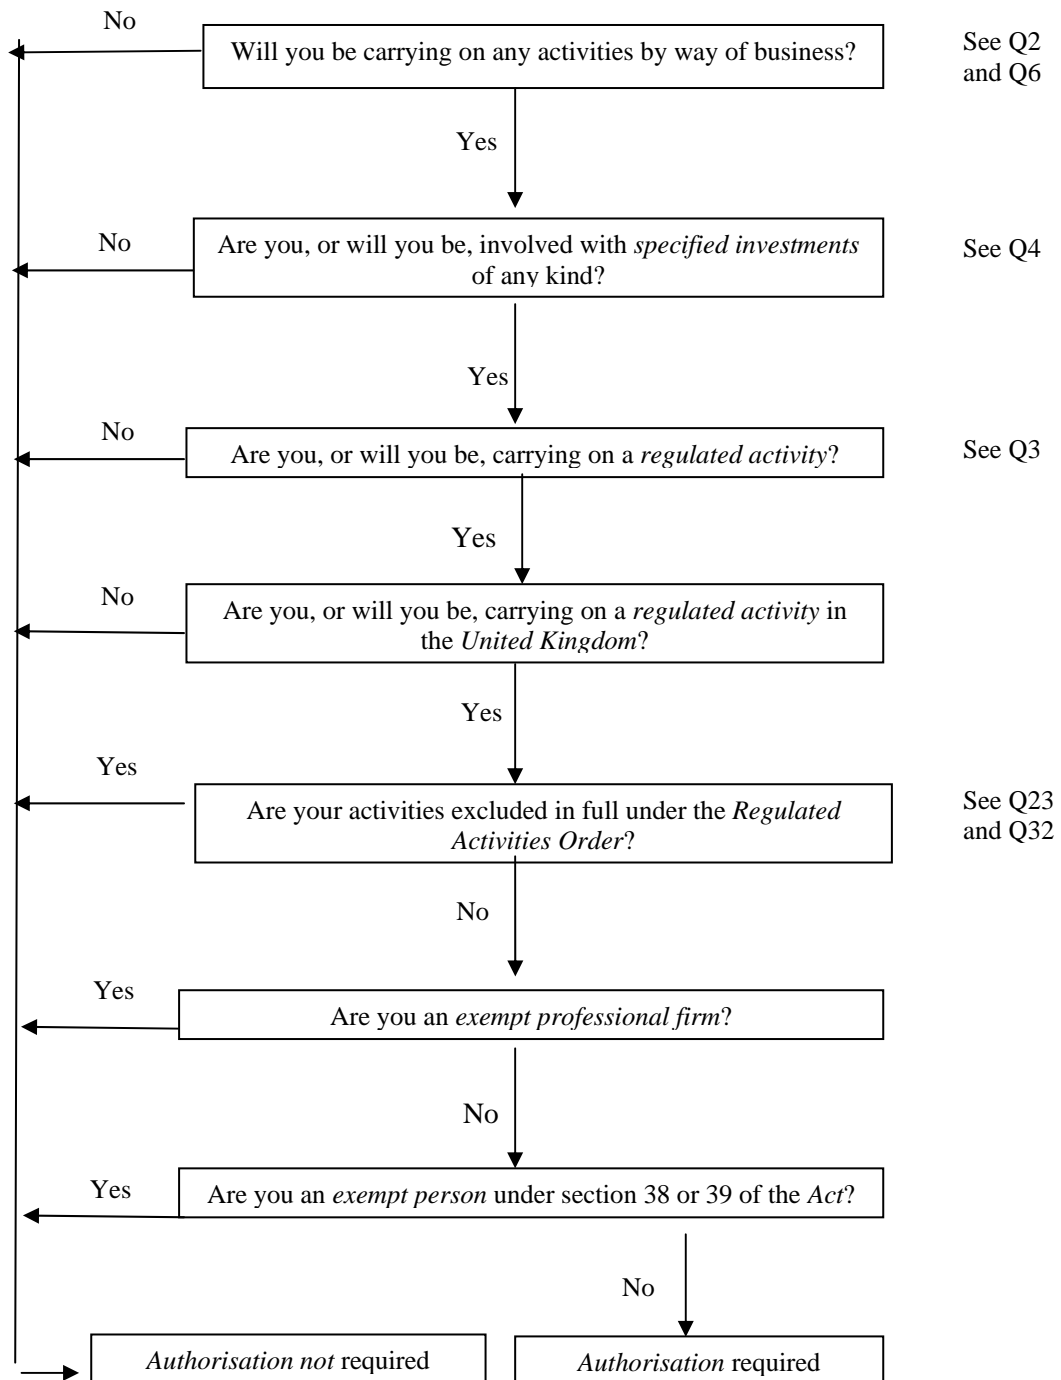 No
Will you be carrying on any activities by way of business?
See Q2
and Q6
Yes
No
Are you, or will you be, involved with specified investments
of any kind?
See Q4
Yes
No
Are you, or will you be, carrying on a regulated activity?
See Q3
Yes
No
Are you, or will you be, carrying on a regulated activity in
the United Kingdom?
Yes
Yes
Are your activities excluded in full under the Regulated
Activities Order?
See Q23
and Q32
No
Yes
Are you an exempt professional firm?
No
Yes
Are you an exempt person under section 38 or 39 of the Act?
No
Authorisation not required
Authorisation required